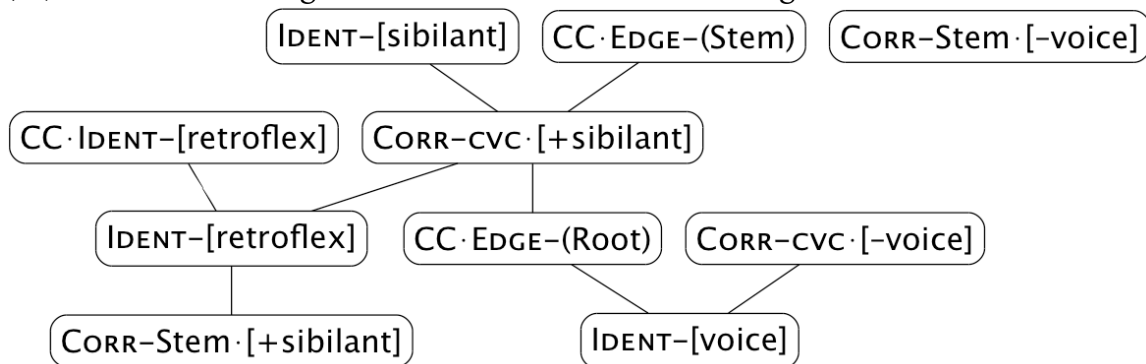 IDENT-[sibilant] CC·EDGE-(Stem) CORR-Stem·[-voice]
CC·IDENT-[retroflex] CORR-CVC·[+sibilant]
IDENT-[retroflex] CC·EDGE-(Root) CORR-CVC·[-voice]
CORR-Stem·[+sibilant] IDENT-[voice]